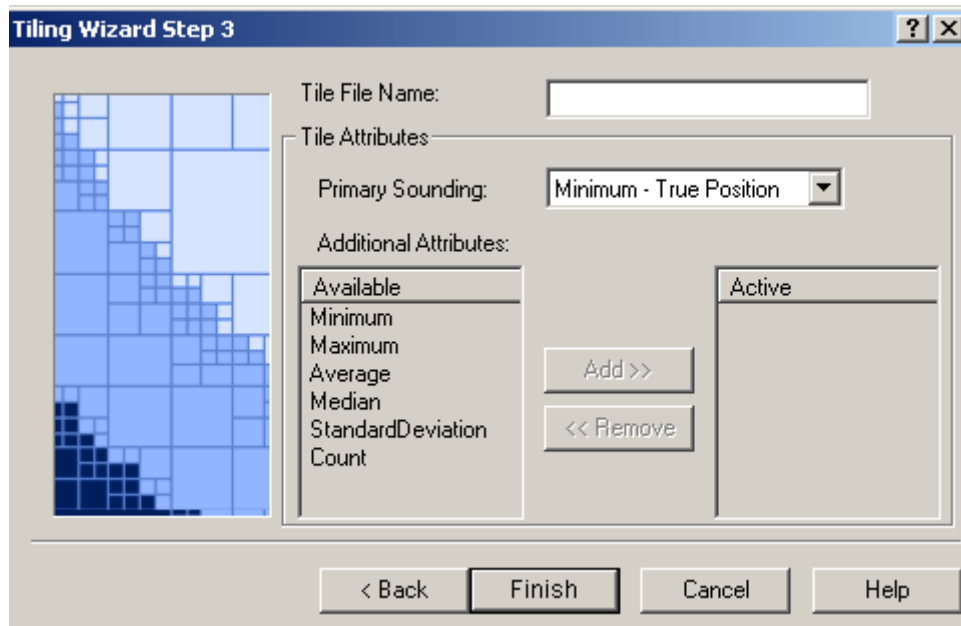 Tiling Wizard Step 3
Tile File Name:
Tile Attributes
Primary Sounding:
Minimum - True Position
Additional Attributes:
Available
Minimum
Maximum
Average
Median
StandardDeviation
Count
Add >>
<< Remove
Active
< Back
Finish
Cancel
Help